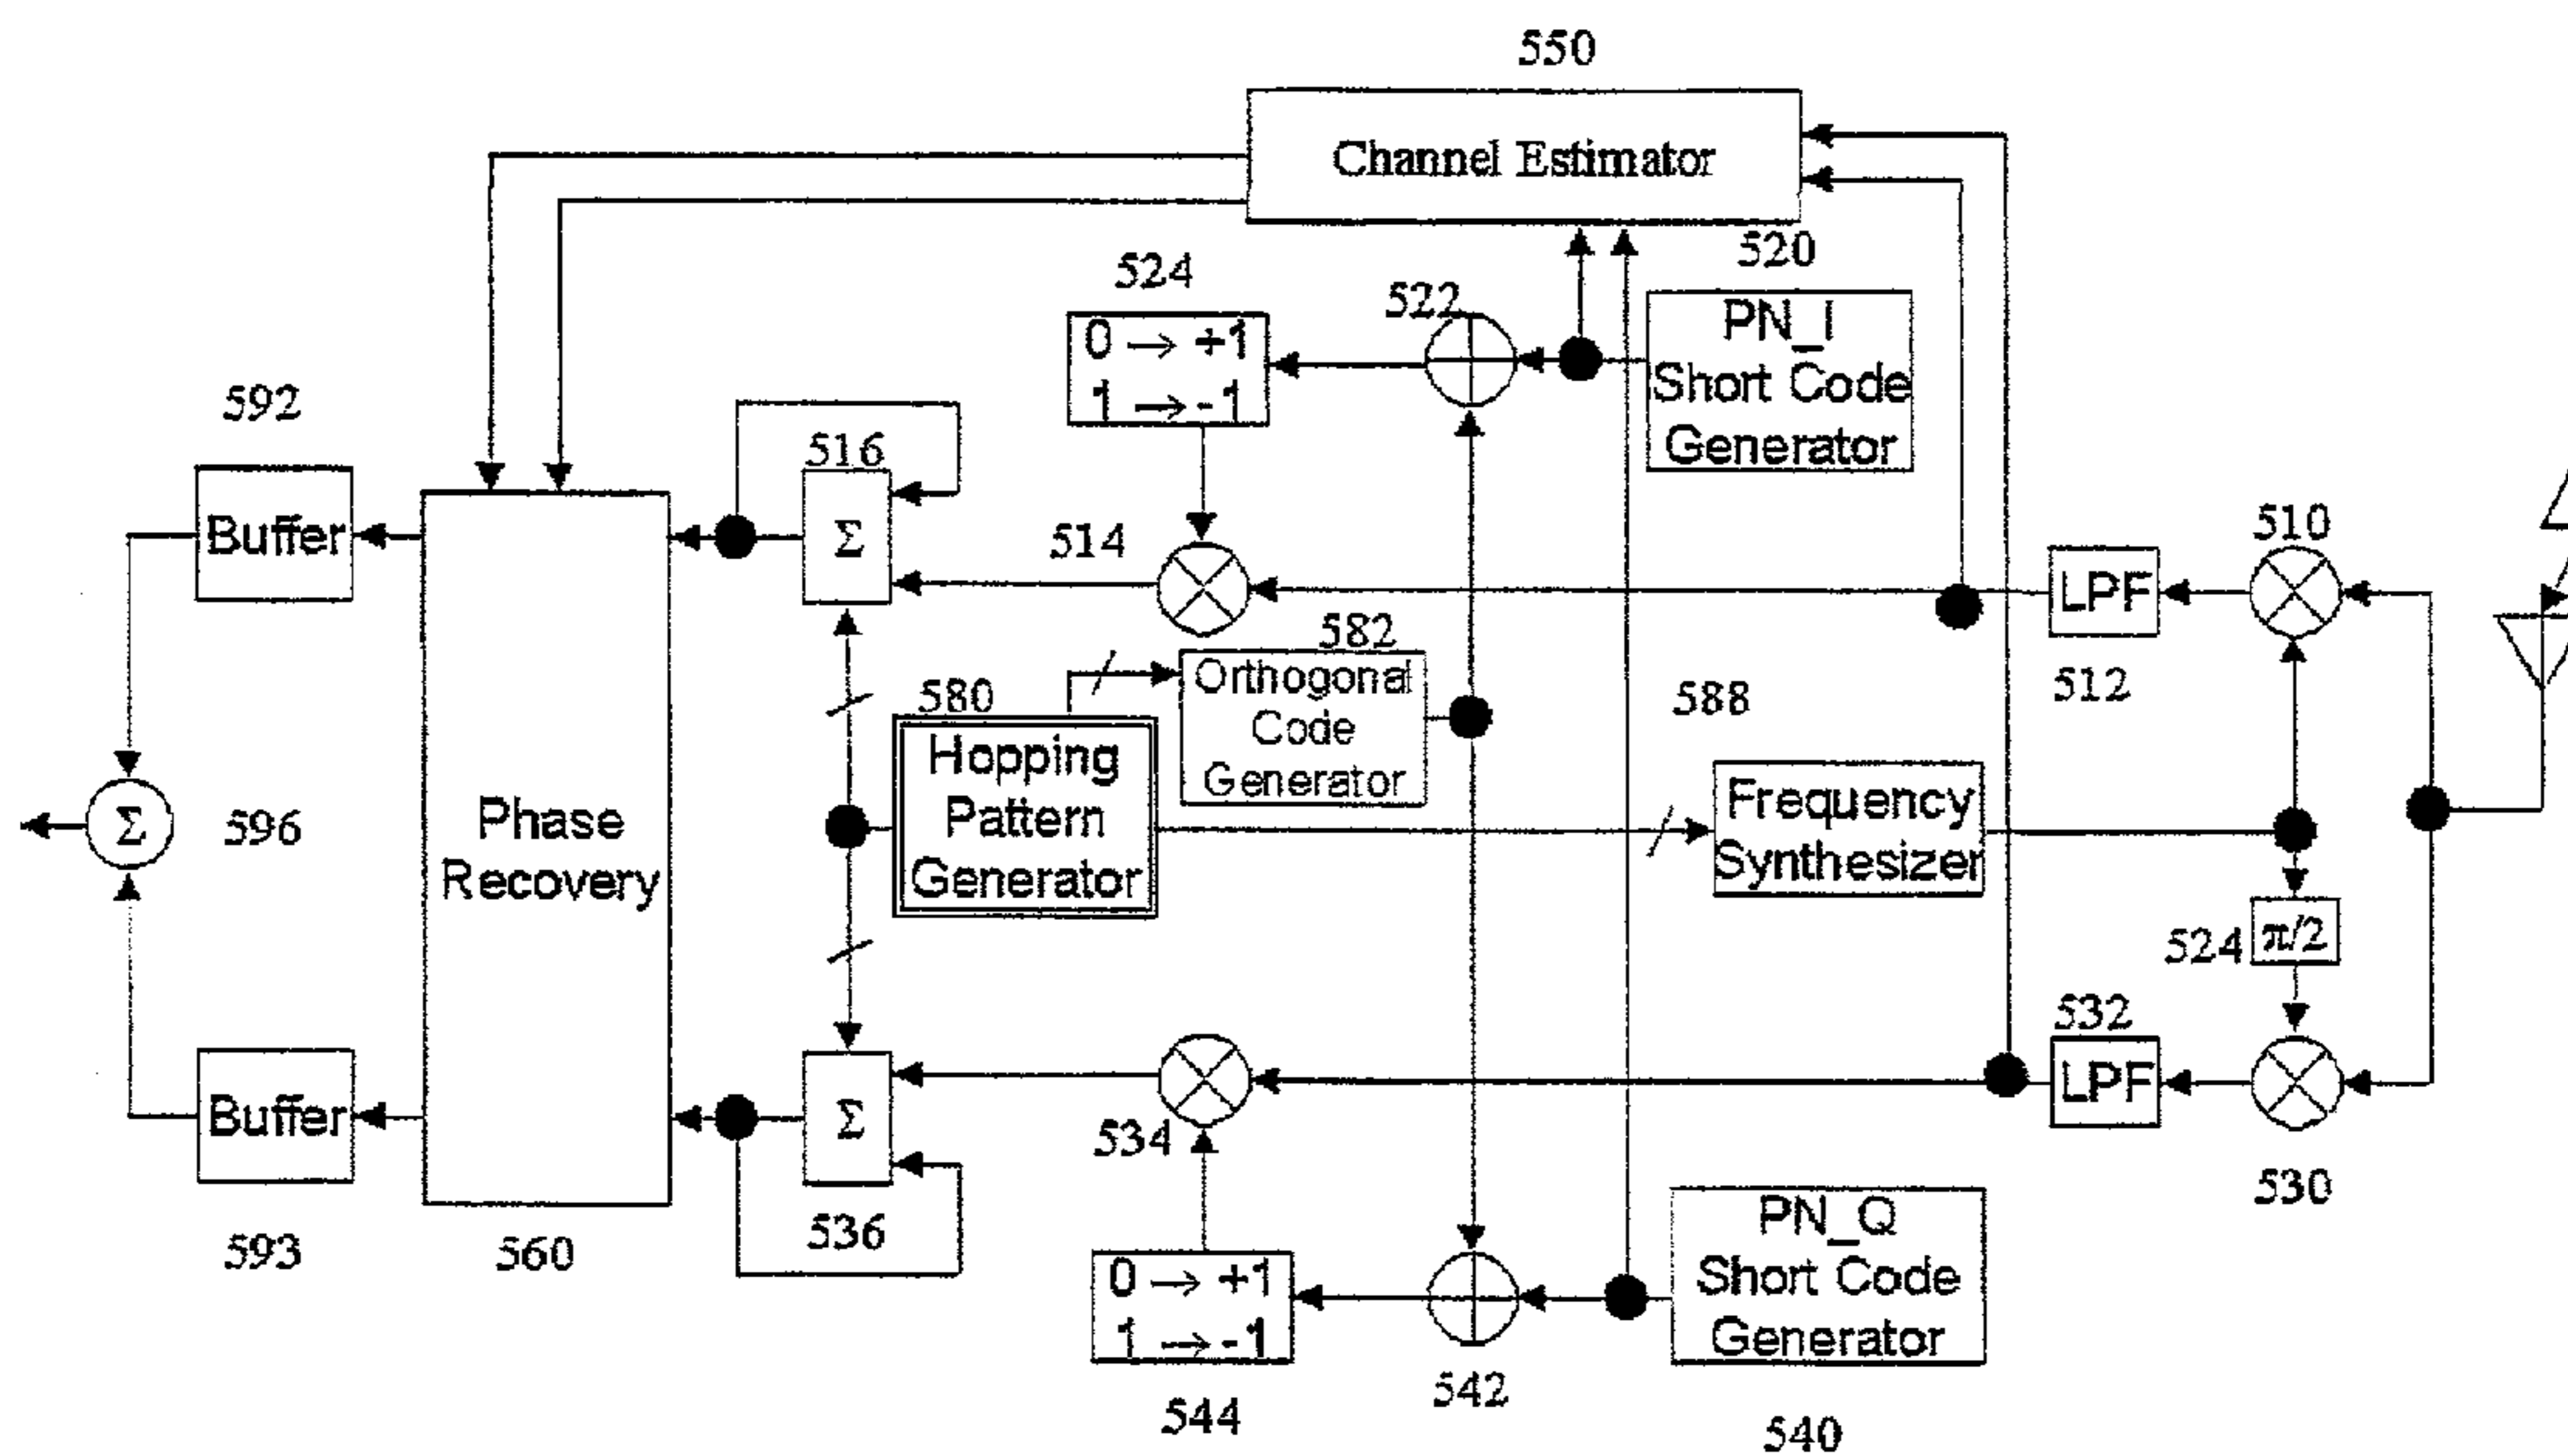 550
Channel Estimator
520
524
0 → +1
1 → -1
522
PN_I
Short Code
Generator
592
Buffer
516
Σ
514
510
LPF
512
582
Orthogonal
Code
Generator
580
Hopping
Pattern
Generator
588
Frequency
Synthesizer
Σ
596
Phase
Recovery
524
π/2
532
LPF
530
534
Buffer
593
560
Σ
536
0 → +1
1 → -1
544
542
PN_Q
Short Code
Generator
540